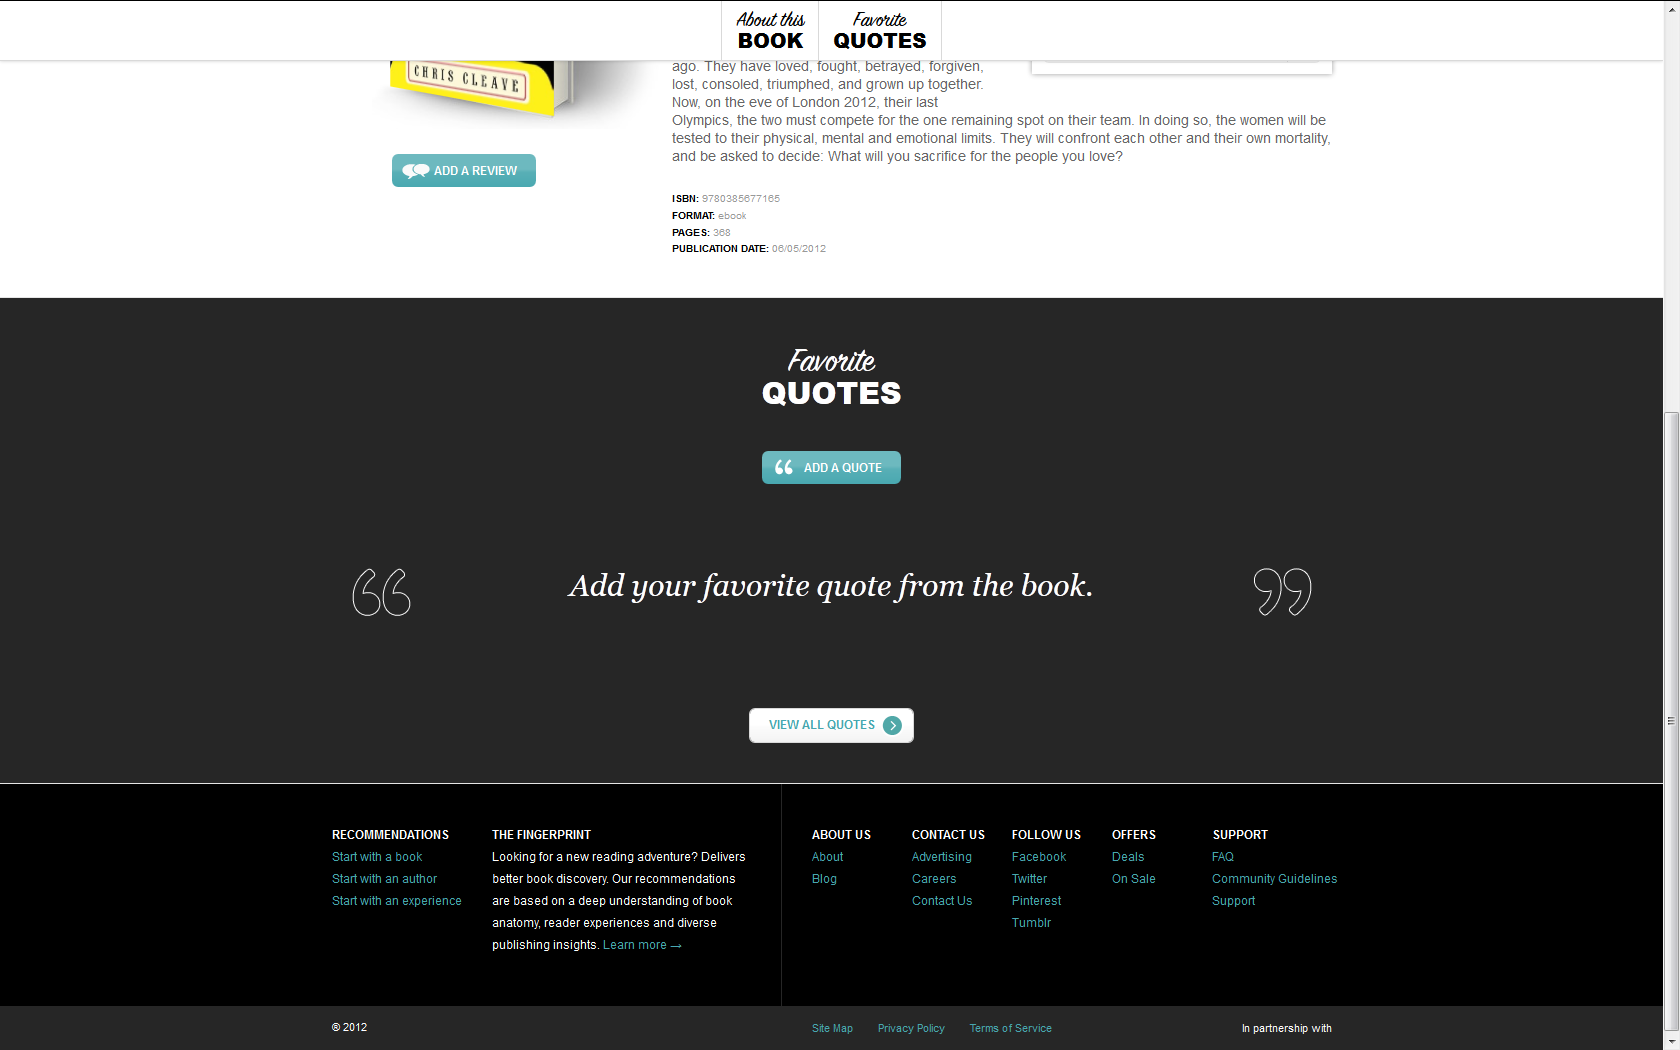 About this
BOOK
Favorite
QUOTES
CHRIS CLEAVE
ago. They have loved, fought, betrayed, forgiven,
lost, consoled, triumphed, and grown up together.
Now, on the eve of London 2012, their last
Olympics, the two must compete for the one remaining spot on their team. In doing so, the women will be
tested to their physical, mental and emotional limits. They will confront each other and their own mortality,
and be asked to decide: What will you sacrifice for the people you love?
ADD A REVIEW
ISBN: 9780385677165
FORMAT: ebook
PAGES: 368
PUBLICATION DATE: 06/05/2012
Favorite
QUOTES
“ ADD A QUOTE
“ Add your favorite quote from the book. ”
VIEW ALL QUOTES
RECOMMENDATIONS
Start with a book
Start with an author
Start with an experience
THE FINGERPRINT
Looking for a new reading adventure? Delivers
better book discovery. Our recommendations
are based on a deep understanding of book
anatomy, reader experiences and diverse
publishing insights. Learn more →
ABOUT US
About
Blog
CONTACT US
Advertising
Careers
Contact Us
FOLLOW US
Facebook
Twitter
Pinterest
Tumblr
OFFERS
Deals
On Sale
SUPPORT
FAQ
Community Guidelines
Support
® 2012
Site Map
Privacy Policy
Terms of Service
In partnership with